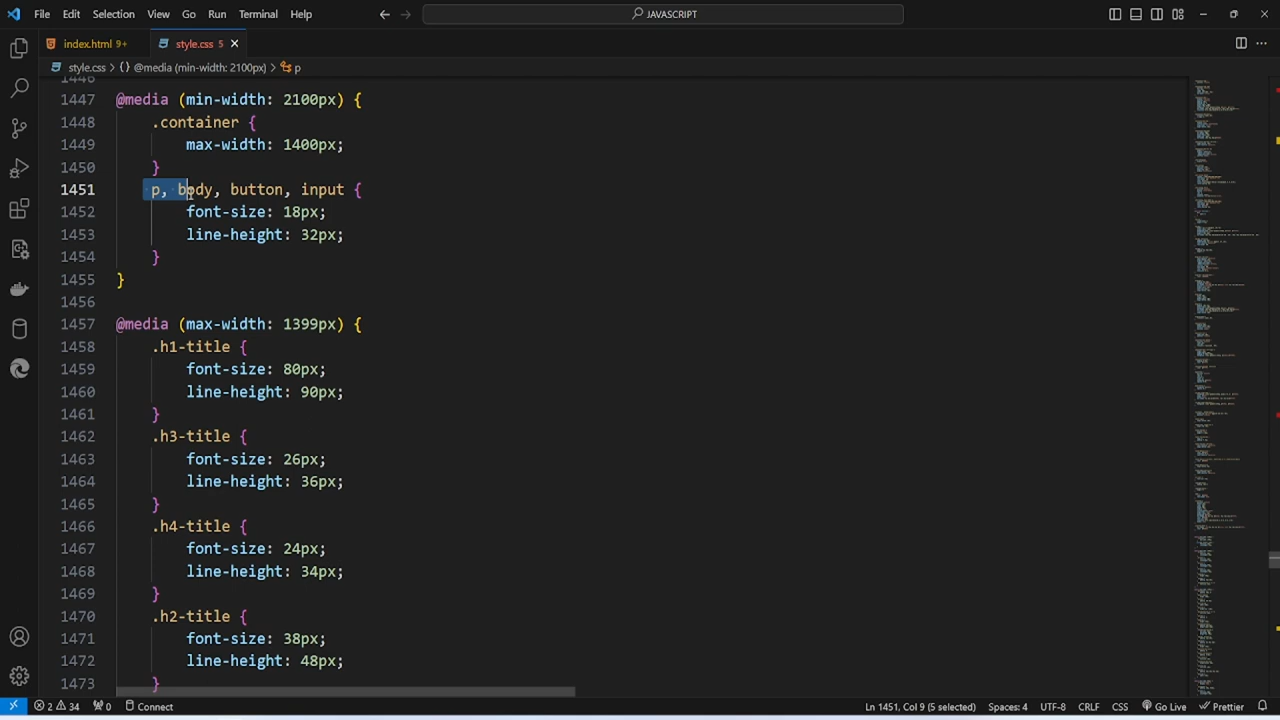 File Edit Selection View Go Run Terminal Help
JAVASCRIPT
index.html 9+ style.css 5
style.css > {} @media (min-width: 2100px) > p
1446
1447 @media (min-width: 2100px) {
1448 .container {
1449 max-width: 1400px;
1450 }
1451 p, body, button, input {
1452 font-size: 18px;
1453 line-height: 32px;
1454 }
1455 }
1456
1457 @media (max-width: 1399px) {
1458 .h1-title {
1459 font-size: 80px;
1460 line-height: 90px;
1461 }
1462 .h3-title {
1463 font-size: 26px;
1464 line-height: 36px;
1465 }
1466 .h4-title {
1467 font-size: 24px;
1468 line-height: 34px;
1469 }
1470 .h2-title {
1471 font-size: 38px;
1472 line-height: 48px;
1473 }
2 34 0 Connect Ln 1451, Col 9 (5 selected) Spaces: 4 UTF-8 CRLF CSS Go Live Prettier